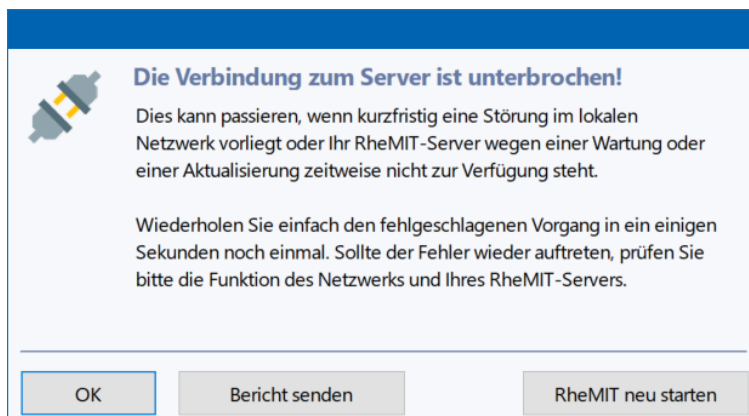 Die Verbindung zum Server ist unterbrochen!
Dies kann passieren, wenn kurzfristig eine Störung im lokalen
Netzwerk vorliegt oder Ihr RheMIT-Server wegen einer Wartung oder
einer Aktualisierung zeitweise nicht zur Verfügung steht.
Wiederholen Sie einfach den fehlgeschlagenen Vorgang in ein einigen
Sekunden noch einmal. Sollte der Fehler wieder auftreten, prüfen Sie
bitte die Funktion des Netzwerks und Ihres RheMIT-Servers.
OK
Bericht senden
RheMIT neu starten